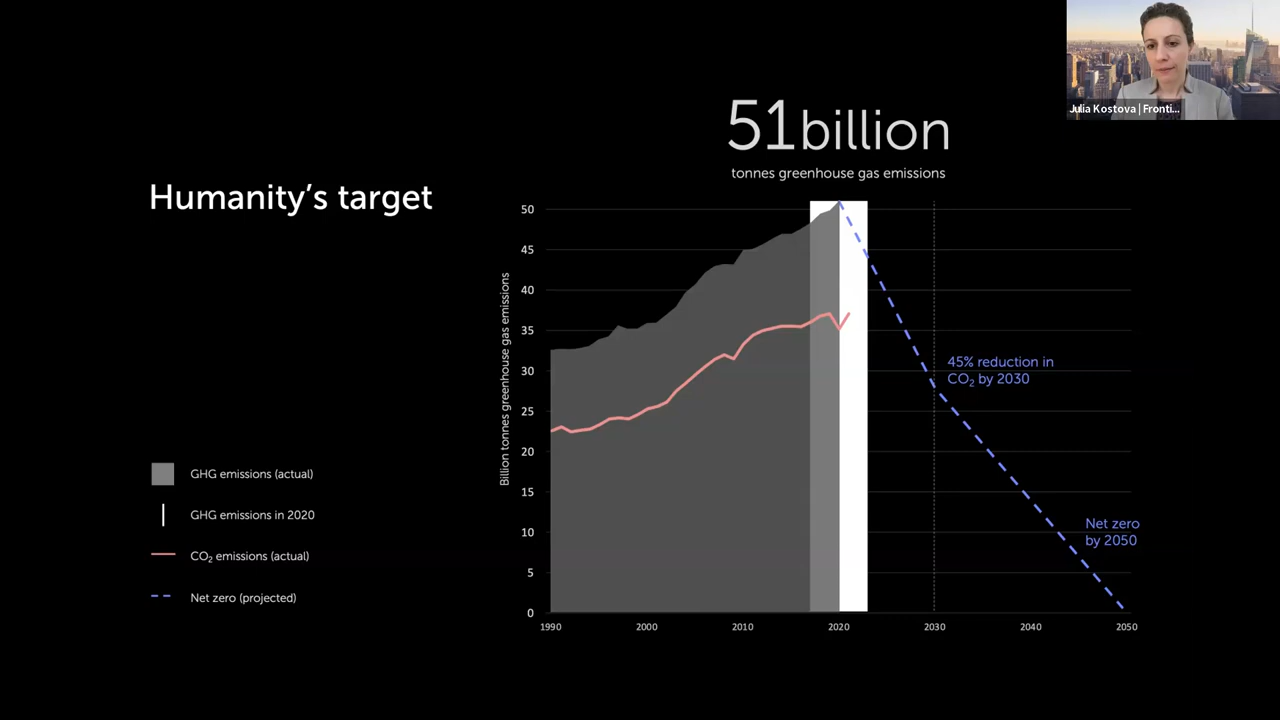 Julia Kostova | Fronti...
51 billion
tonnes greenhouse gas emissions
Humanity's target
Billion tonnes greenhouse gas emissions
50
45
40
35
30
25
20
15
10
5
0
1990 2000 2010 2020 2030 2040 2050
45% reduction in
CO₂ by 2030
Net zero
by 2050
GHG emissions (actual)
GHG emissions in 2020
CO₂ emissions (actual)
Net zero (projected)